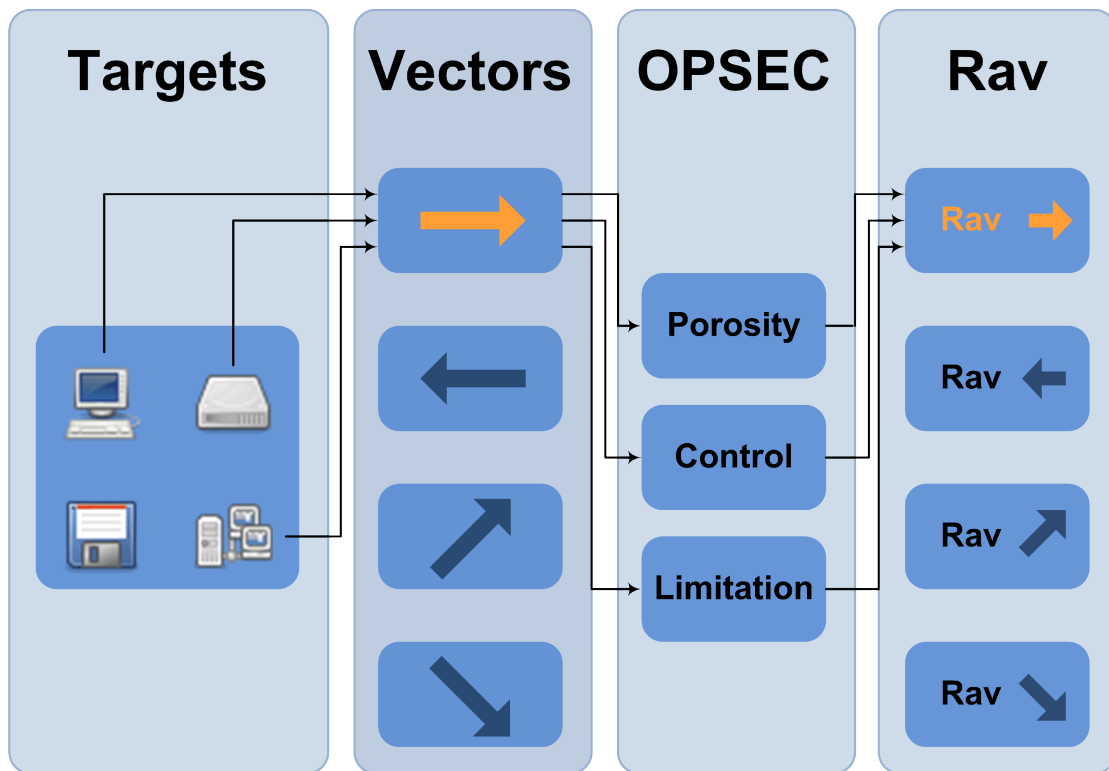 Targets
Vectors
OPSEC
Rav
Rav
Porosity
Rav
Control
Rav
Limitation
Rav